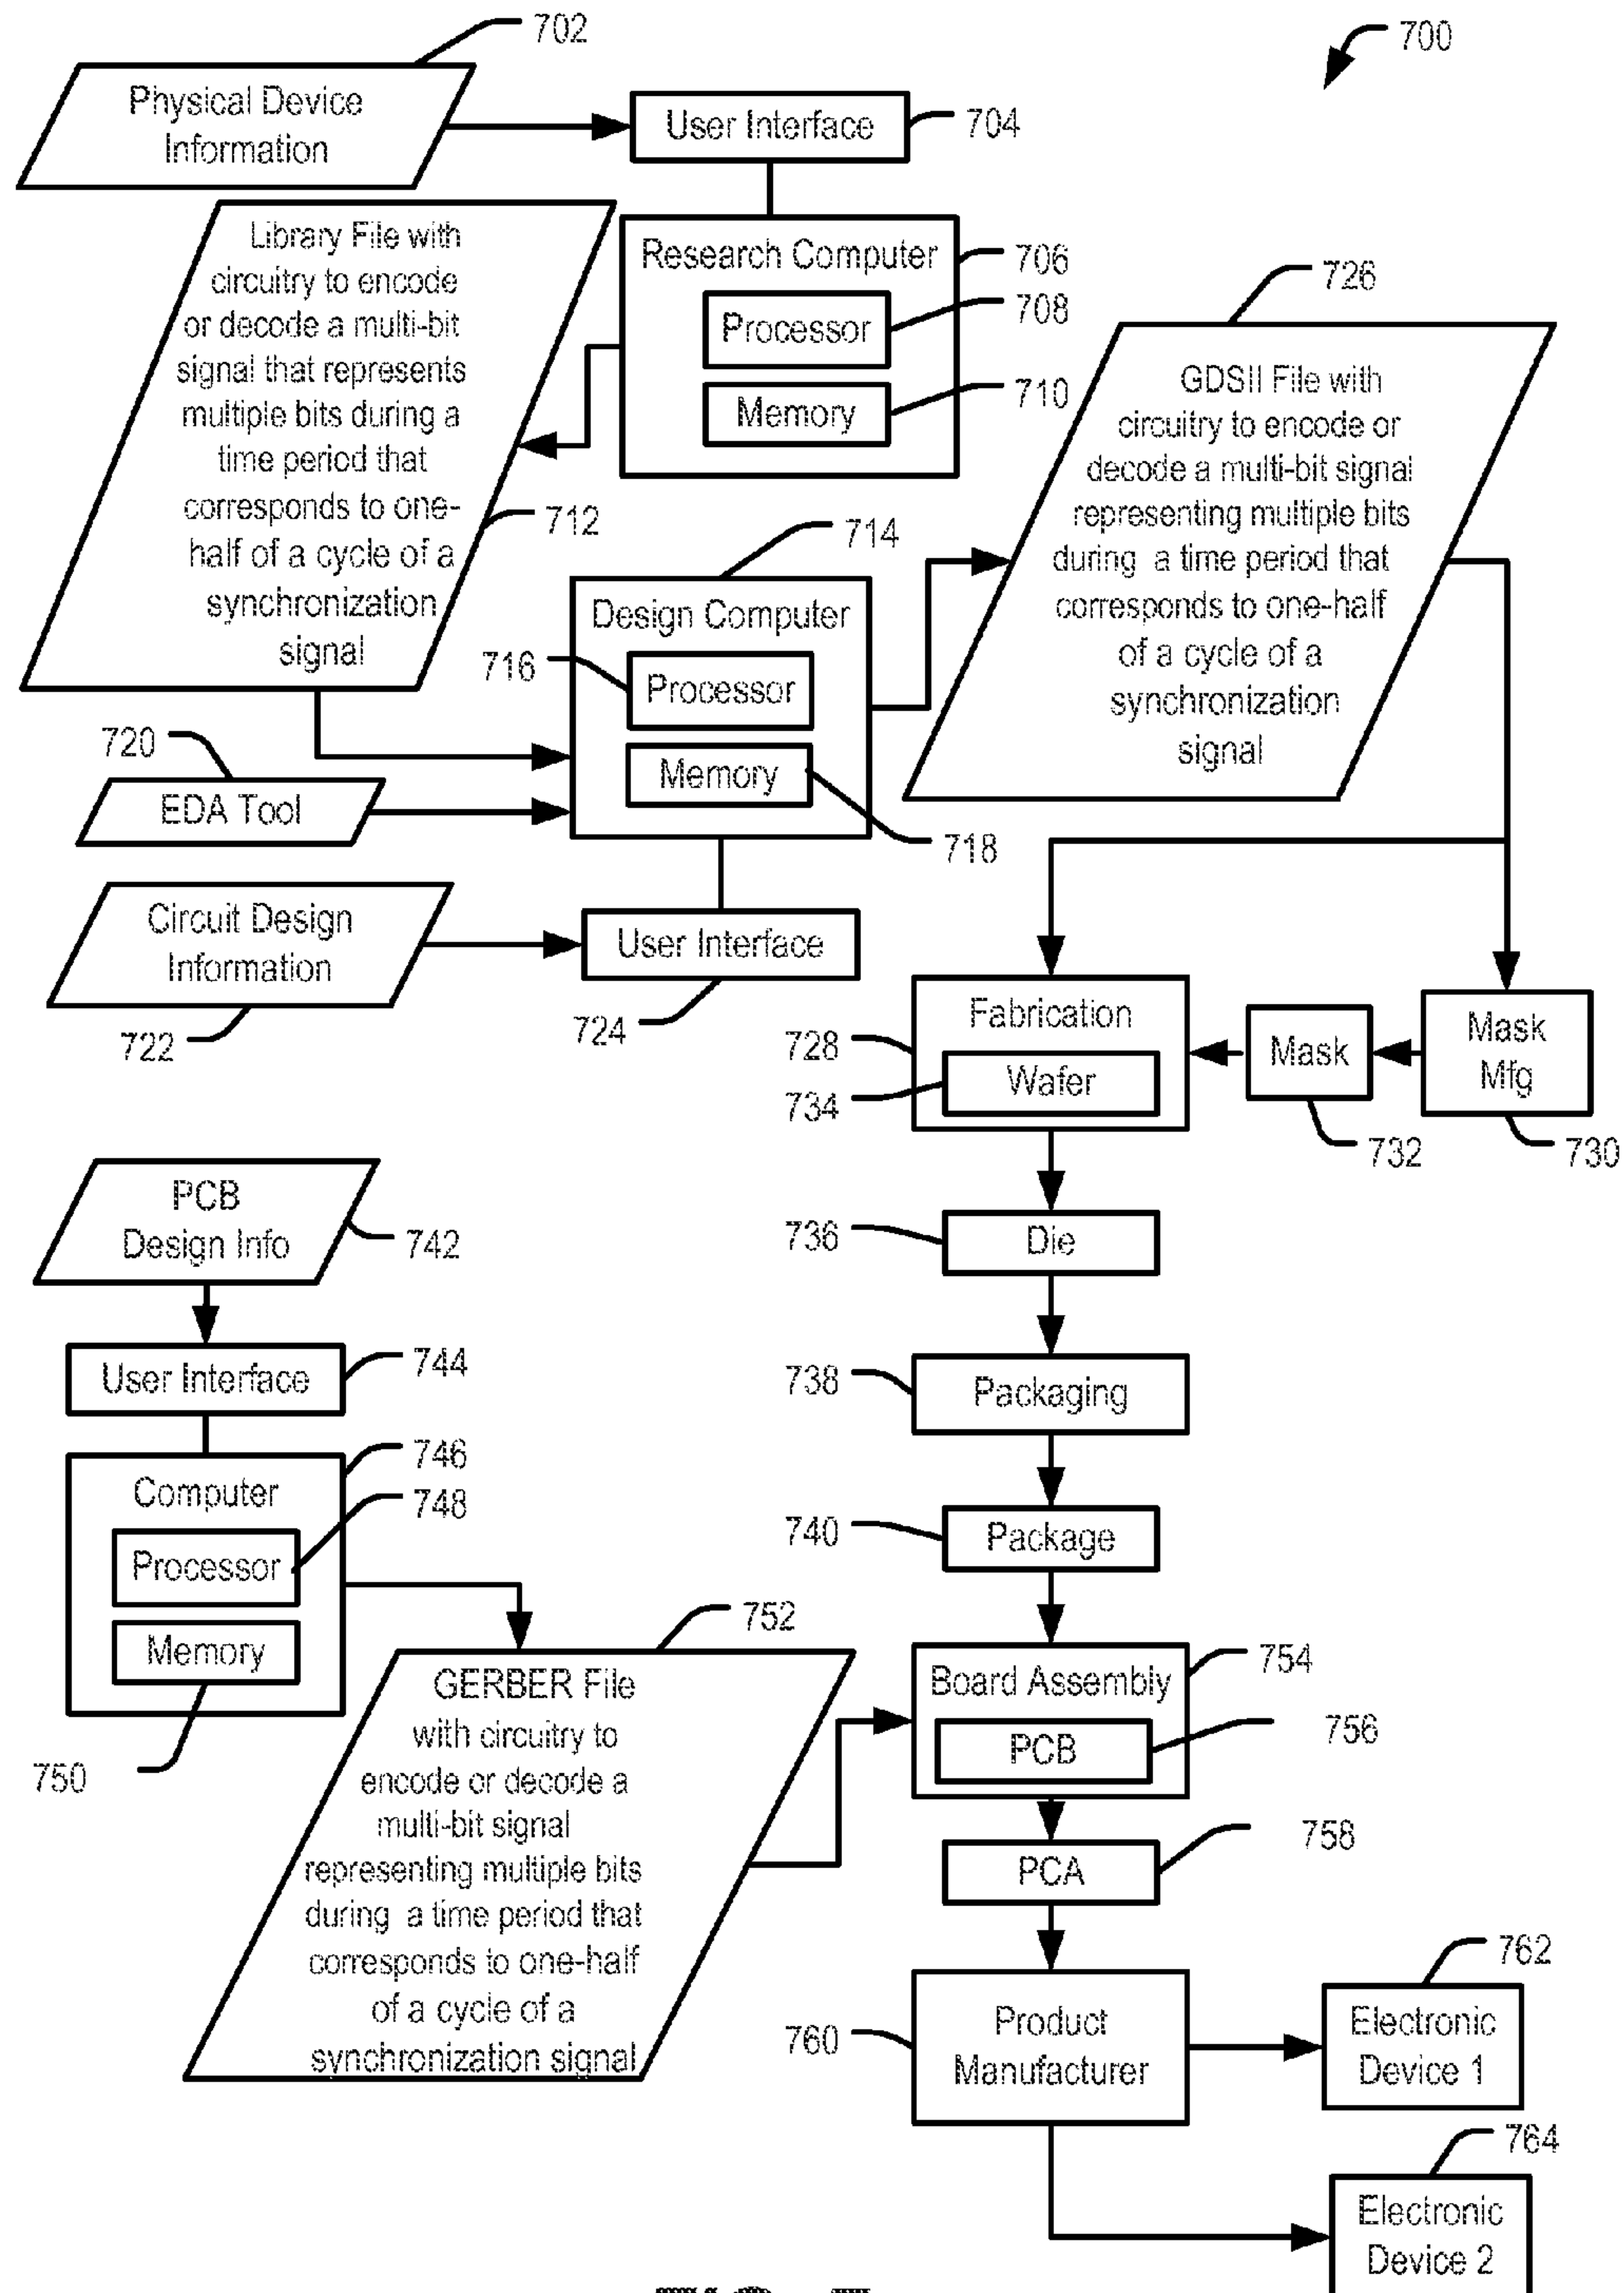 702
700
Physical Device
Information
User Interface
704
Library File with
circuitry to encode
or decode a multi-bit
signal that represents
multiple bits during a
time period that
corresponds to one-
half of a cycle of a
synchronization
signal
712
Research Computer
706
Processor
708
Memory
710
726
GDSII File with
circuitry to encode or
decode a multi-bit signal
representing multiple bits
during a time period that
corresponds to one-half
of a cycle of a
synchronization
signal
714
Design Computer
716
Processor
Memory
718
720
EDA Tool
Circuit Design
Information
722
User Interface
724
Fabrication
728
Wafer
734
Mask
732
Mask
Mfg
730
736
Die
738
Packaging
740
Package
PCB
Design Info
742
User Interface
744
746
Computer
748
Processor
Memory
750
752
GERBER File
with circuitry to
encode or decode a
multi-bit signal
representing multiple bits
during a time period that
corresponds to one-half
of a cycle of a
synchronization signal
754
Board Assembly
PCB
756
PCA
758
760
Product
Manufacturer
762
Electronic
Device 1
764
Electronic
Device 2